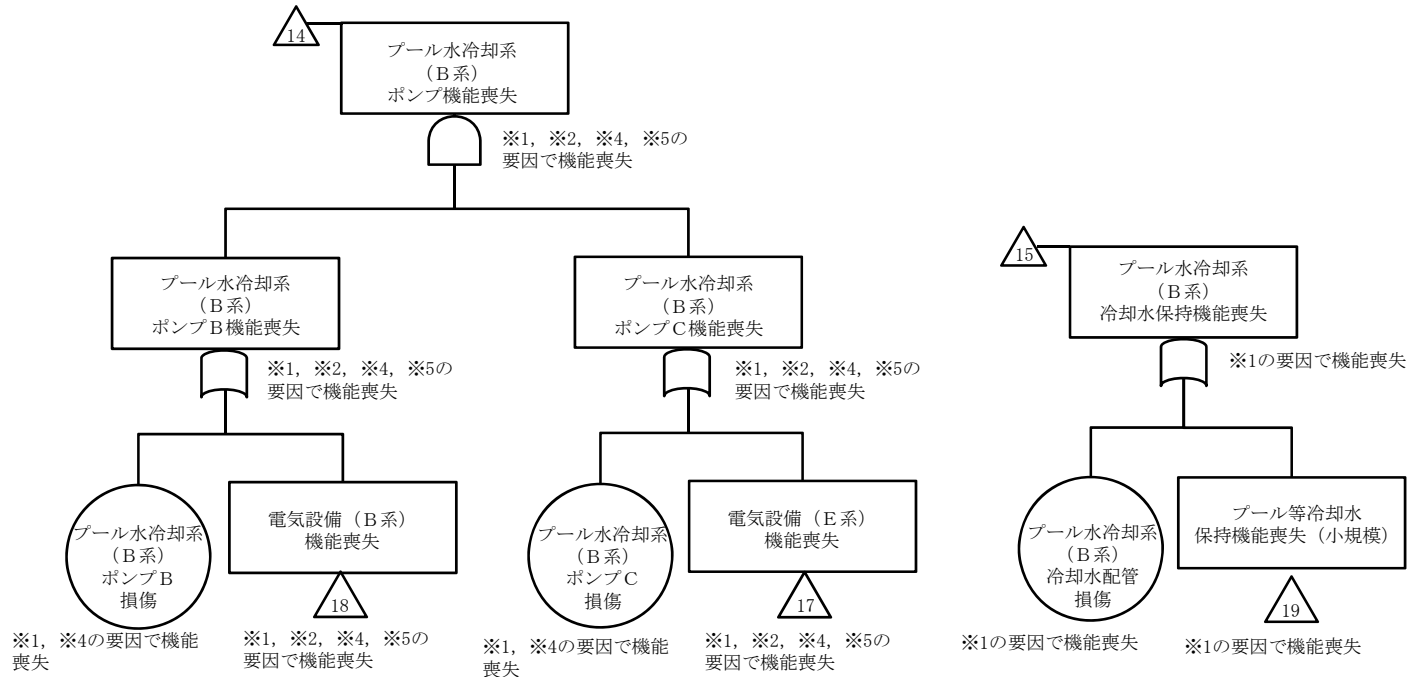 14
プール水冷却系
（Ｂ系）
ポンプ機能喪失
※1，※2，※4，※5の
要因で機能喪失
プール水冷却系
（Ｂ系）
ポンプＢ機能喪失
※1，※2，※4，※5の
要因で機能喪失
プール水冷却系
（Ｂ系）
ポンプＣ機能喪失
※1，※2，※4，※5の
要因で機能喪失
プール水冷却系
（Ｂ系）
ポンプＢ
損傷
※1，※4の要因で機能
喪失
電気設備（Ｂ系）
機能喪失
18
※1，※2，※4，※5の
要因で機能喪失
プール水冷却系
（Ｂ系）
ポンプＣ
損傷
※1，※4の要因で機能
喪失
電気設備（Ｅ系）
機能喪失
17
※1，※2，※4，※5の
要因で機能喪失
15
プール水冷却系
（Ｂ系）
冷却水保持機能喪失
※1の要因で機能喪失
プール水冷却系
（Ｂ系）
冷却水配管
損傷
※1の要因で機能喪失
プール等冷却水
保持機能喪失（小規模）
19
※1の要因で機能喪失